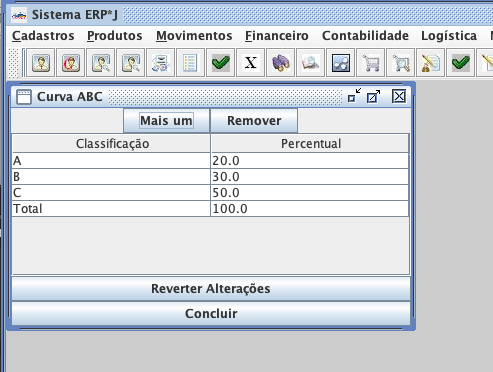 Sistema ERP*J
Cadastros Produtos Movimentos Financeiro Contabilidade Logística
X
Curva ABC
Mais um Remover
Classificação Percentual
A 20.0
B 30.0
C 50.0
Total 100.0
Reverter Alterações
Concluir